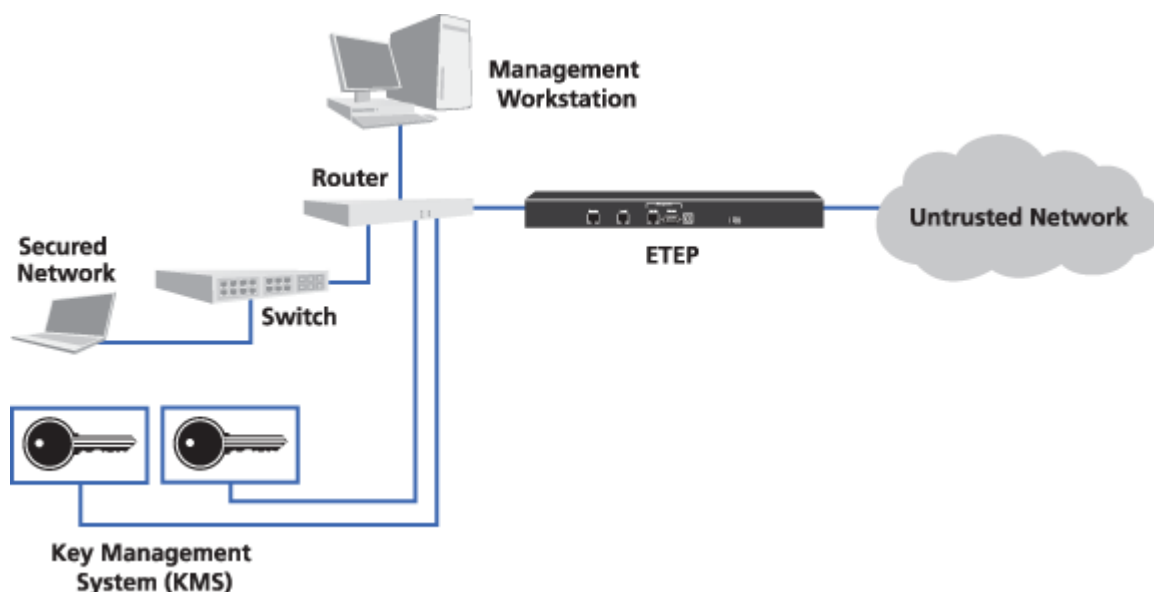 Management
Workstation
Router
ETEP
Untrusted Network
Secured
Network
Switch
Key Management
System (KMS)